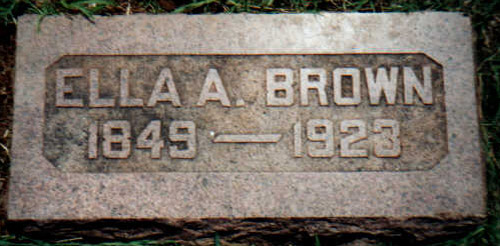 ELLA A. BROWN
1849 — 1923